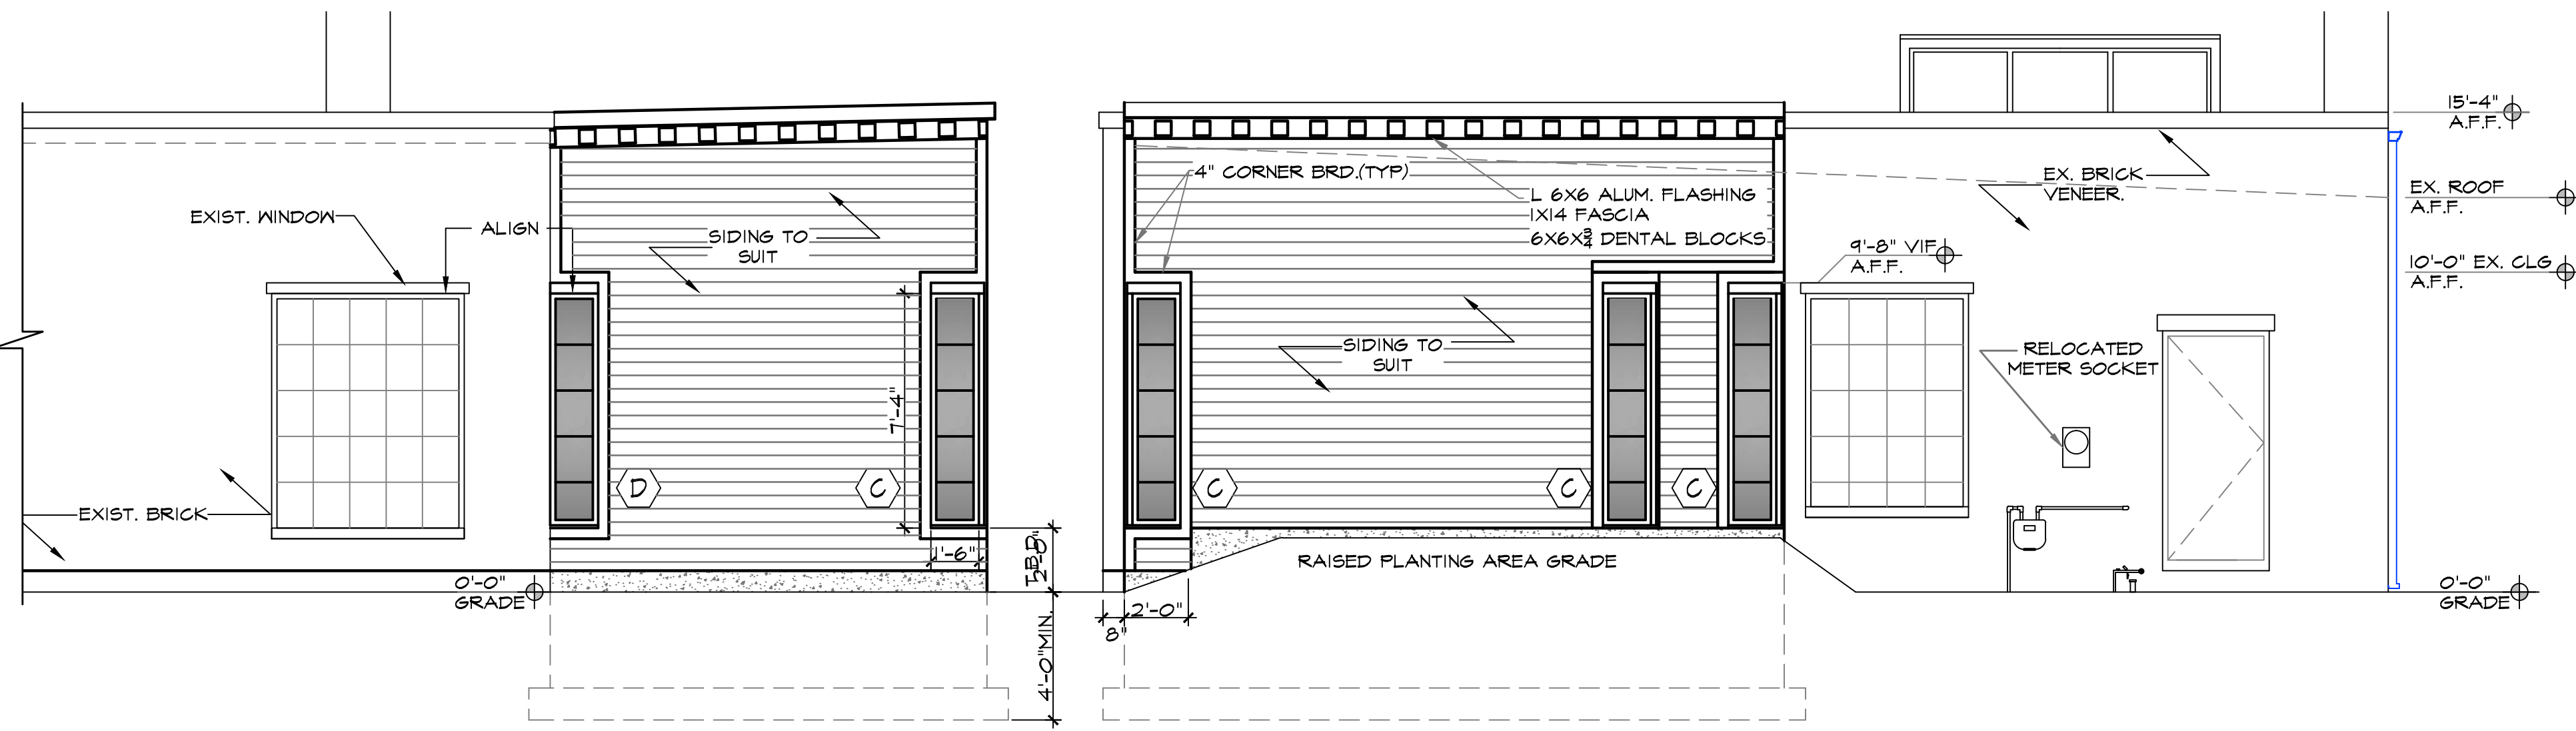 EXIST. WINDOW
ALIGN
SIDING TO
SUIT
7'-4"
D
C
EXIST. BRICK
1'-6"
0'-0"
GRADE
4'-0"MIN.
4" CORNER BRD.(TYP)
L 6X6 ALUM. FLASHING
1X14 FASCIA
6X6X3/4 DENTAL BLOCKS
SIDING TO
SUIT
C
C
C
RAISED PLANTING AREA GRADE
2'-0"
8"
EX. BRICK
VENEER.
9'-8" VIF
A.F.F.
RELOCATED
METER SOCKET
15'-4"
A.F.F.
EX. ROOF
A.F.F.
10'-0" EX. CLG
A.F.F.
0'-0"
GRADE